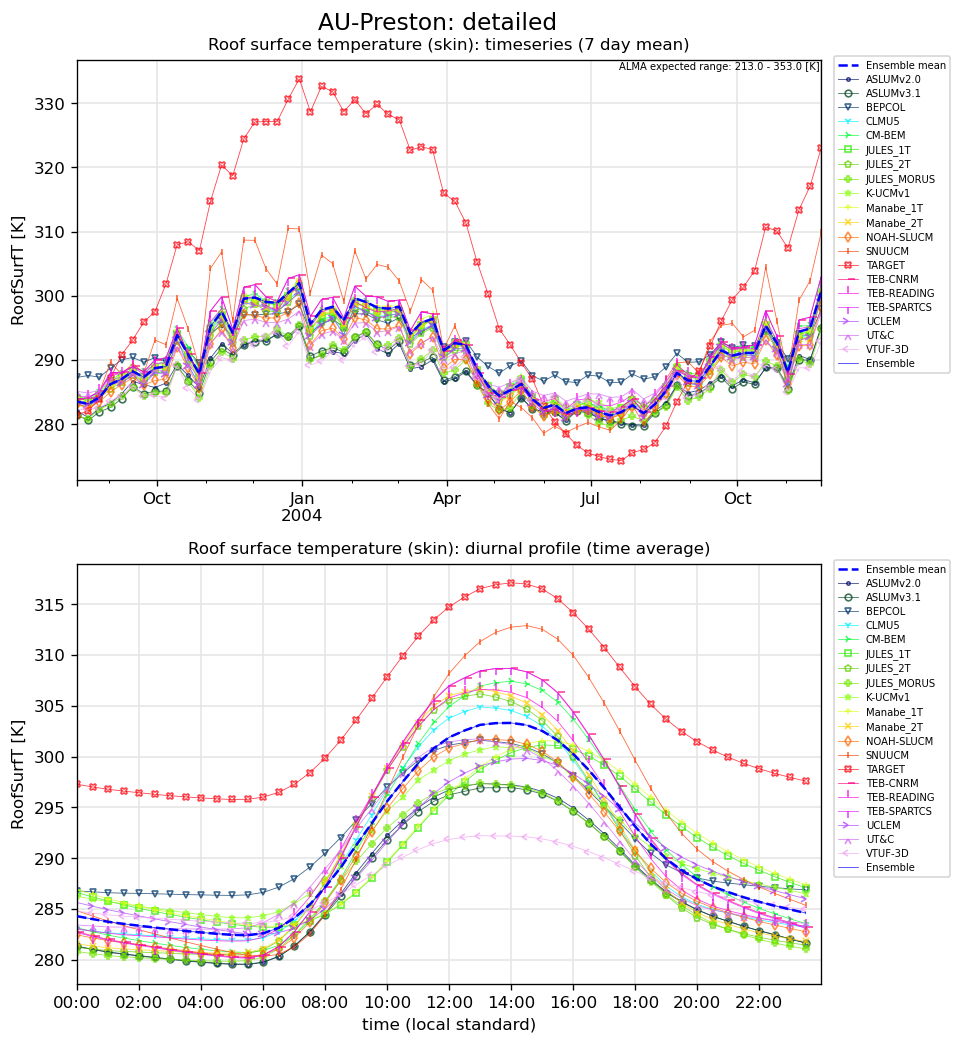 AU-Preston: detailed
Roof surface temperature (skin): timeseries (7 day mean)
ALMA expected range: 213.0 - 353.0 [K]
RoofSurfT [K]
330
320
310
300
290
280
Oct
Jan
2004
Apr
Jul
Oct
Ensemble mean
ASLUMv2.0
ASLUMv3.1
BEPCOL
CLMU5
CM-BEM
JULES_1T
JULES_2T
JULES_MORUS
K-UCMv1
Manabe_1T
Manabe_2T
NOAH-SLUCM
SNUUCM
TARGET
TEB-CNRM
TEB-READING
TEB-SPARTCS
UCLEM
UT&C
VTUF-3D
Ensemble
Roof surface temperature (skin): diurnal profile (time average)
RoofSurfT [K]
315
310
305
300
295
290
285
280
00:00
02:00
04:00
06:00
08:00
10:00
12:00
14:00
16:00
18:00
20:00
22:00
time (local standard)
Ensemble mean
ASLUMv2.0
ASLUMv3.1
BEPCOL
CLMU5
CM-BEM
JULES_1T
JULES_2T
JULES_MORUS
K-UCMv1
Manabe_1T
Manabe_2T
NOAH-SLUCM
SNUUCM
TARGET
TEB-CNRM
TEB-READING
TEB-SPARTCS
UCLEM
UT&C
VTUF-3D
Ensemble